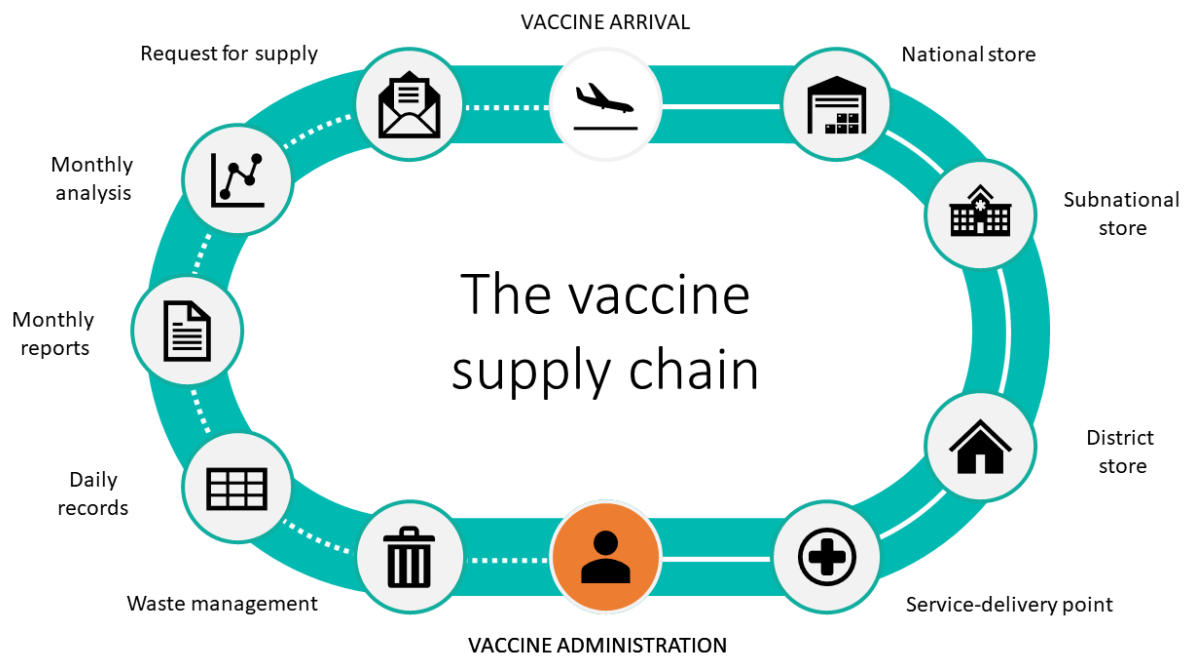 VACCINE ARRIVAL
Request for supply
National store
Monthly
analysis
Subnational
store
The vaccine
supply chain
Monthly
reports
District
store
Daily
records
Waste management
Service-delivery point
VACCINE ADMINISTRATION